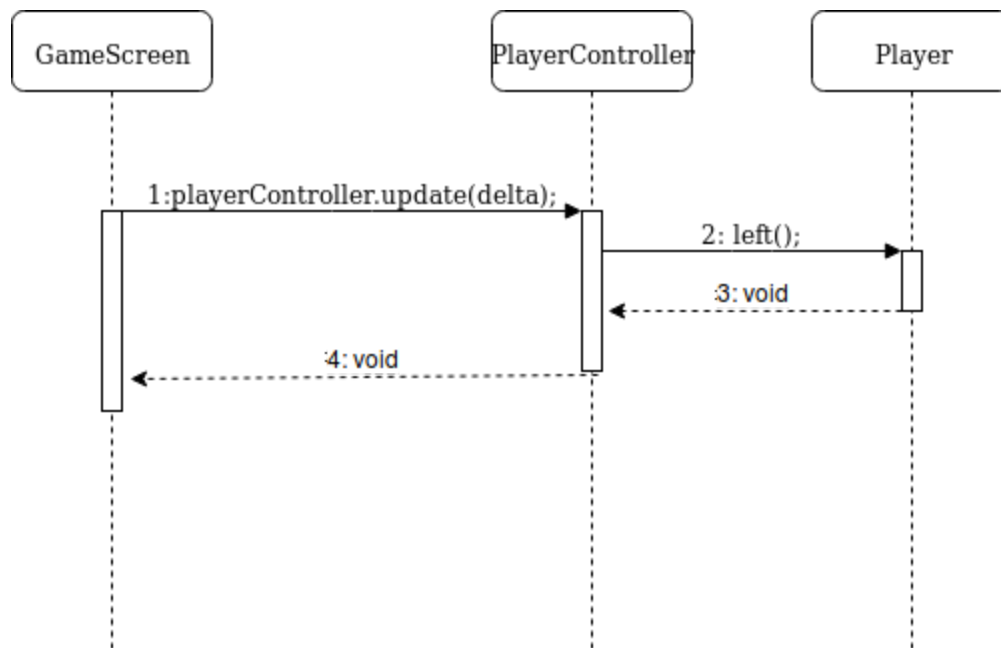 GameScreen
PlayerController
Player
1:playerController.update(delta);
2: left();
:3: void
:4: void